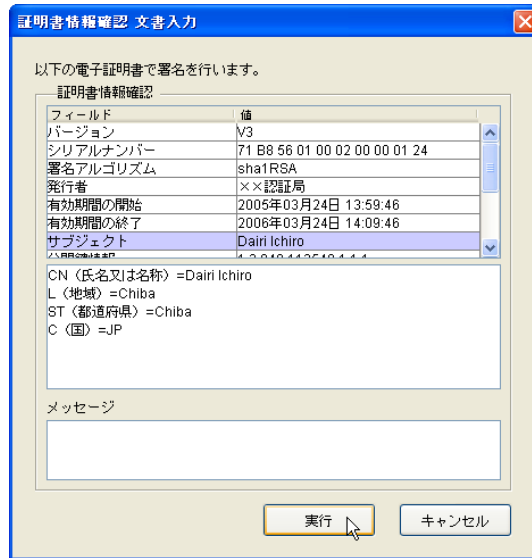 証明書情報確認 文書入力
以下の電子証明書で署名を行います。
証明書情報確認
フィールド 値
バージョン V3
シリアルナンバー 71 B8 56 01 00 02 00 00 01 24
署名アルゴリズム sha1RSA
発行者 ××認証局
有効期間の開始 2005年03月24日 13:59:46
有効期間の終了 2006年03月24日 14:09:46
サブジェクト Dairi Ichiro
CN（氏名又は名称）=Dairi Ichiro
L（地域）=Chiba
ST（都道府県）=Chiba
C（国）=JP
メッセージ
実行 キャンセル